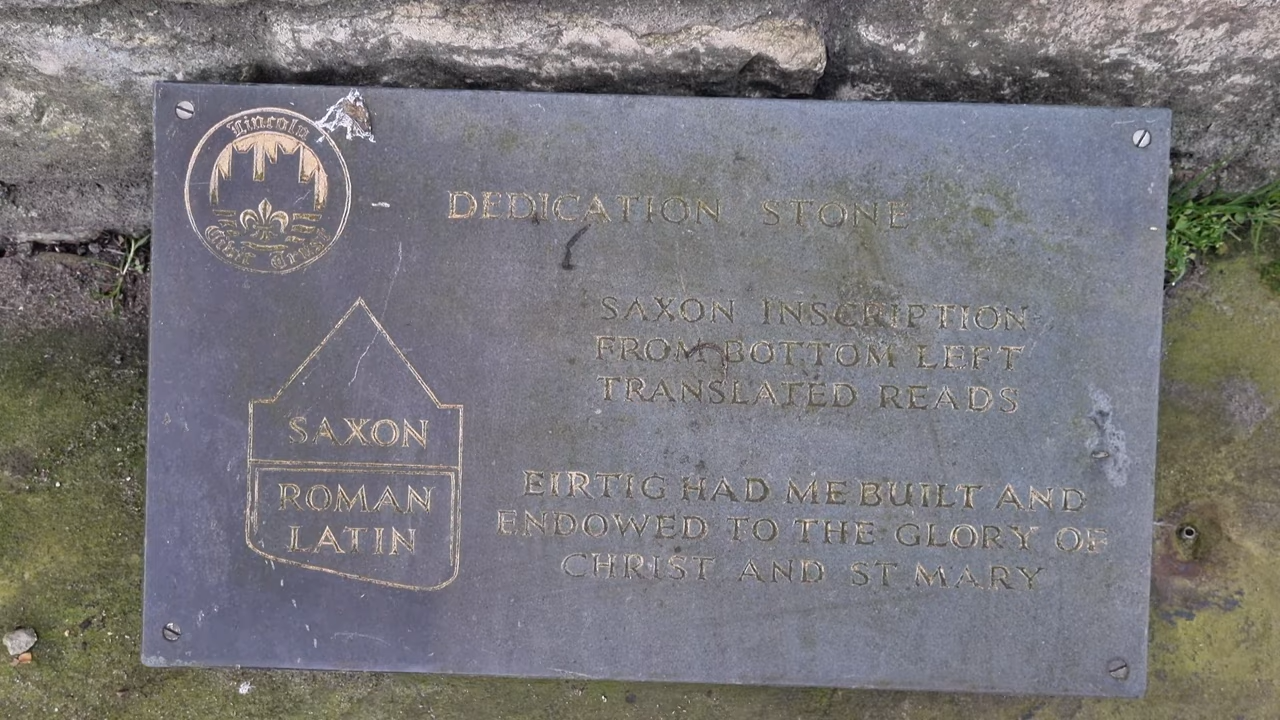 Lincoln
Civic Trust
DEDICATION STONE
SAXON INSCRIPTION
FROM BOTTOM LEFT
TRANSLATED READS
SAXON
ROMAN
LATIN
EIRTIG HAD ME BUILT AND
ENDOWED TO THE GLORY OF
CHRIST AND ST MARY